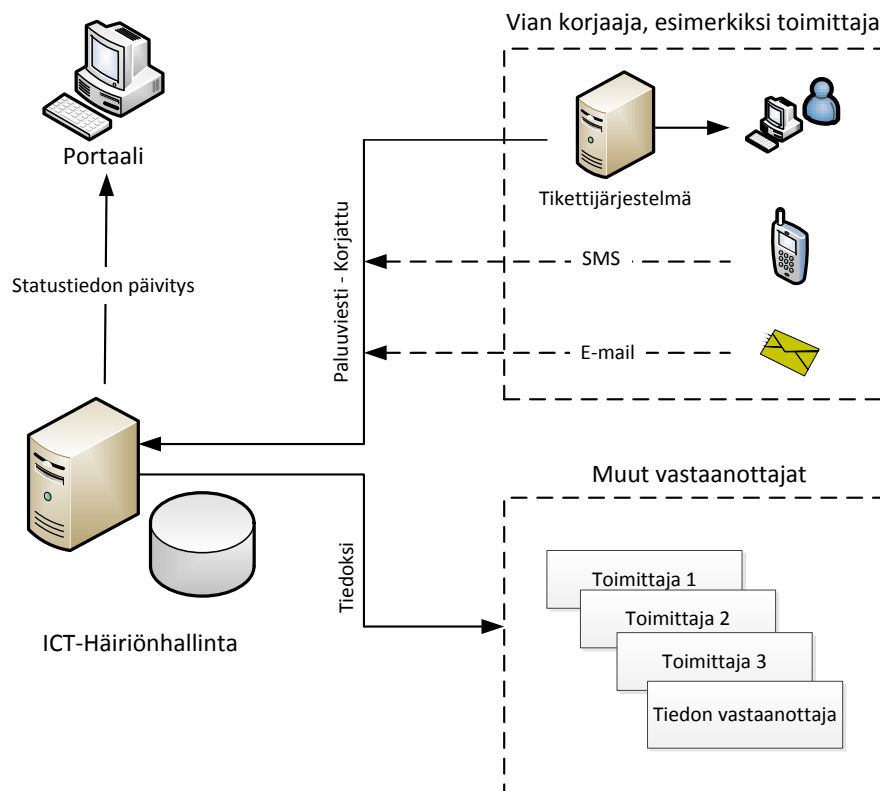 Vian korjaaja, esimerkiksi toimittaja
Portaali
Tikettijärjestelmä
SMS
Statustiedon päivitys
Paluuviesti - Korjattu
E-mail
Muut vastaanottajat
Tiedoksi
Toimittaja 1
Toimittaja 2
Toimittaja 3
Tiedon vastaanottaja
ICT-Häiriönhallinta